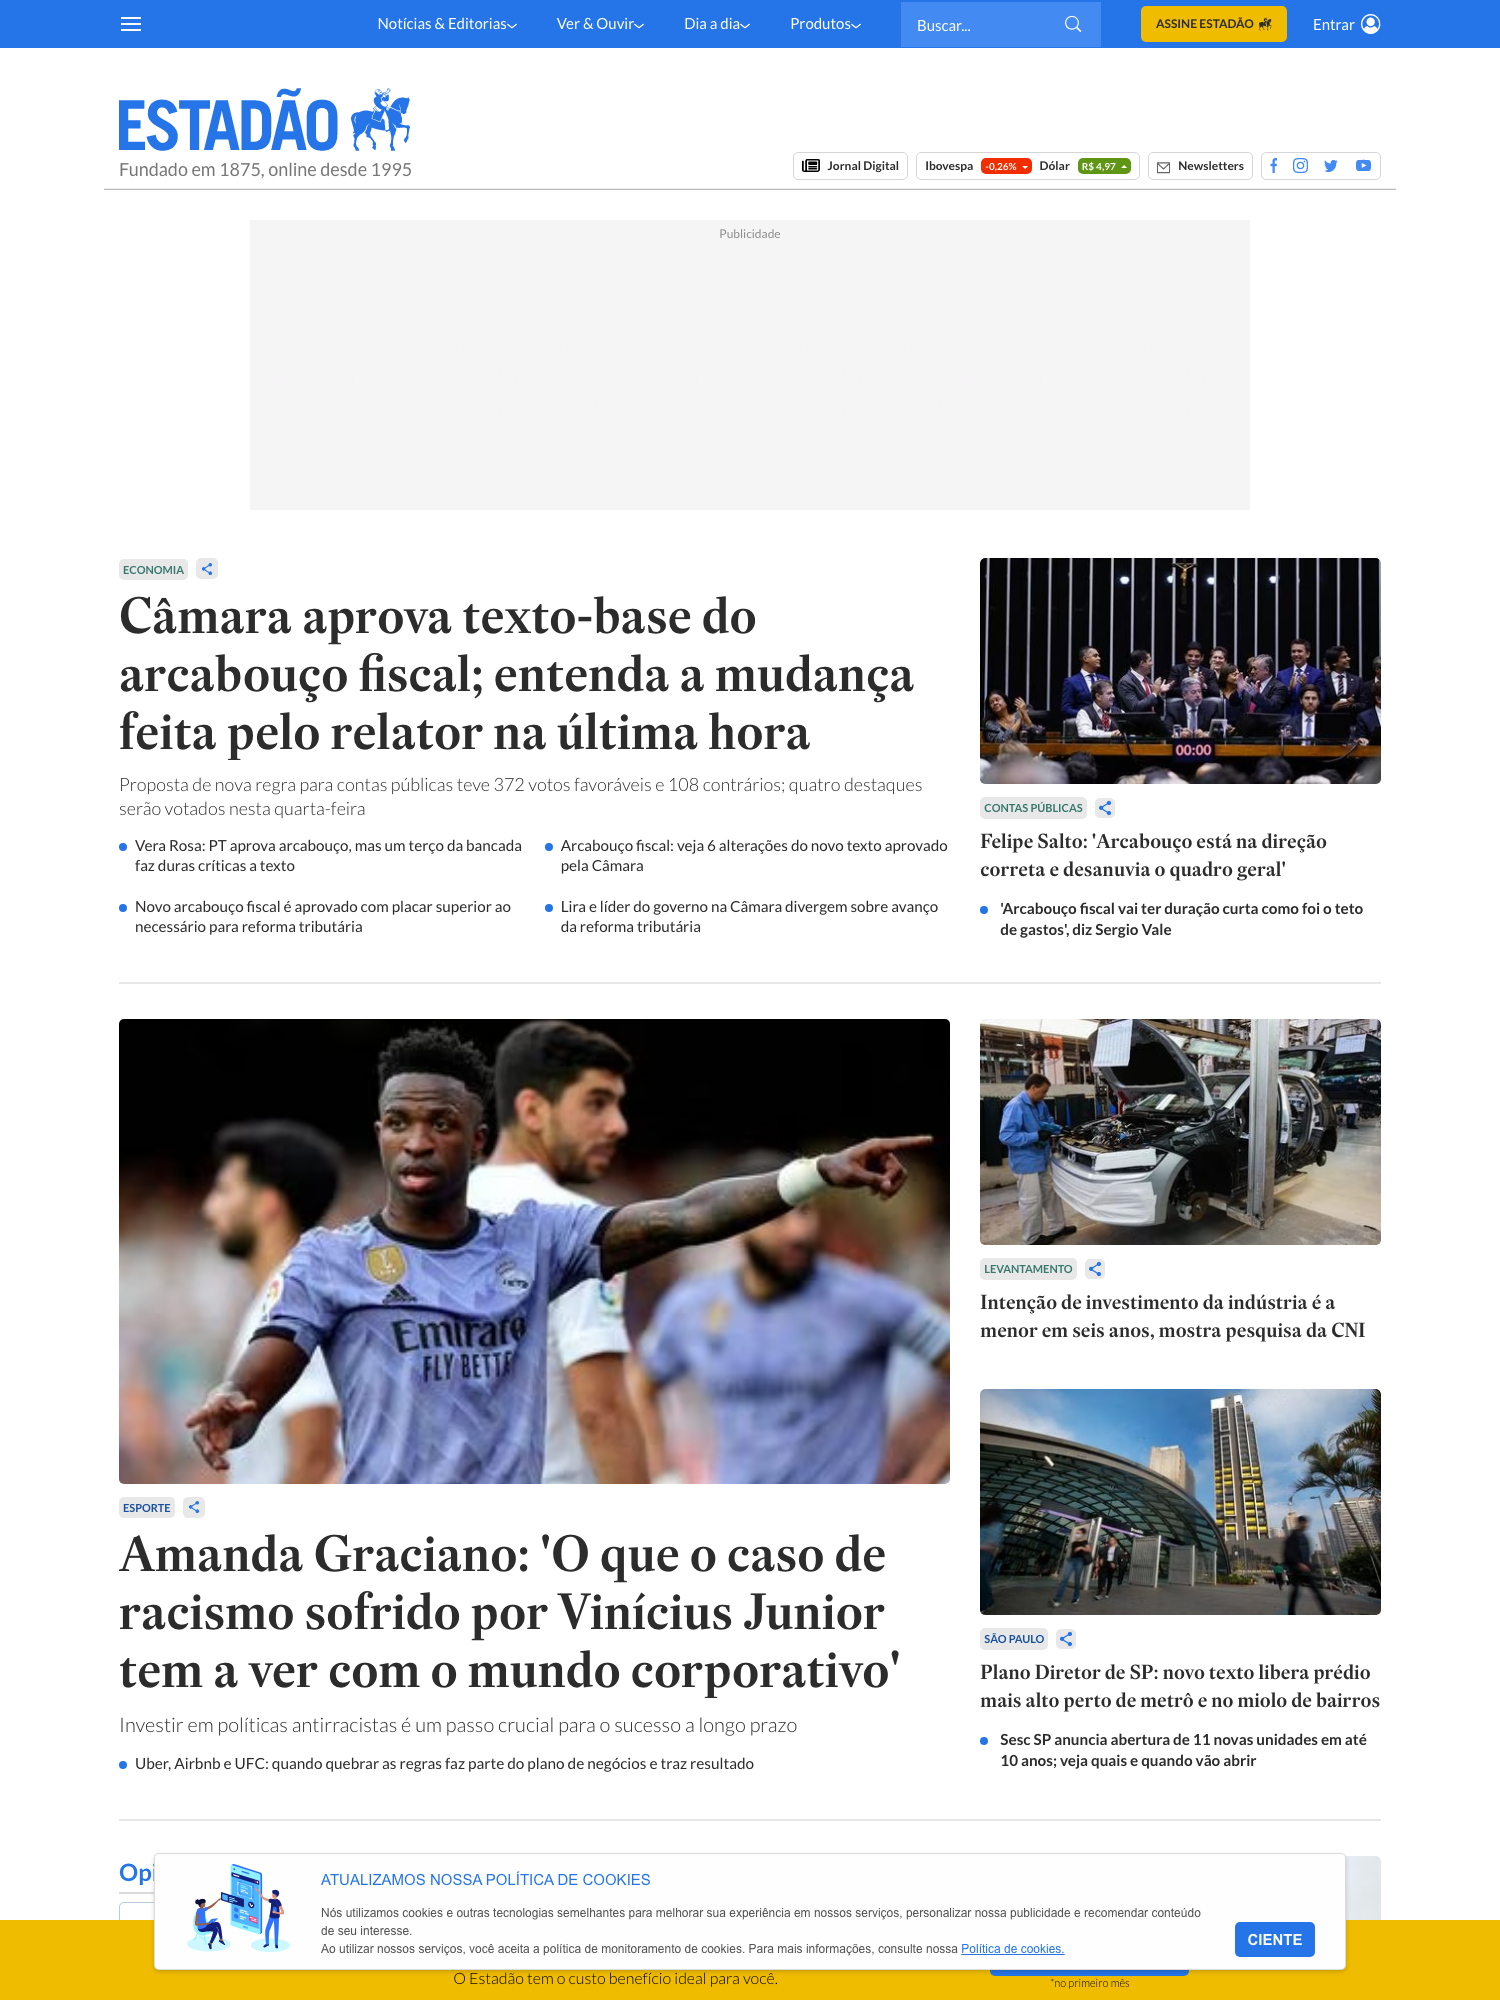 Notícias & Editorias
Ver & Ouvir
Dia a dia
Produtos
Buscar...
ASSINE ESTADÃO
Entrar
ESTADÃO
Fundado em 1875, online desde 1995
Jornal Digital
Ibovespa -0,26% Dólar R$ 4,97
Newsletters
Publicidade
ECONOMIA
Câmara aprova texto-base do
arcabouço fiscal; entenda a mudança
feita pelo relator na última hora
Proposta de nova regra para contas públicas teve 372 votos favoráveis e 108 contrários; quatro destaques
serão votados nesta quarta-feira
Vera Rosa: PT aprova arcabouço, mas um terço da bancada
faz duras críticas a texto
Arcabouço fiscal: veja 6 alterações do novo texto aprovado
pela Câmara
Novo arcabouço fiscal é aprovado com placar superior ao
necessário para reforma tributária
Lira e líder do governo na Câmara divergem sobre avanço
da reforma tributária
00:00
CONTAS PÚBLICAS
Felipe Salto: 'Arcabouço está na direção
correta e desanuvia o quadro geral'
'Arcabouço fiscal vai ter duração curta como foi o teto
de gastos', diz Sergio Vale
Emirate
FLY BETTE
ESPORTE
Amanda Graciano: 'O que o caso de
racismo sofrido por Vinícius Junior
tem a ver com o mundo corporativo'
Investir em políticas antirracistas é um passo crucial para o sucesso a longo prazo
Uber, Airbnb e UFC: quando quebrar as regras faz parte do plano de negócios e traz resultado
LEVANTAMENTO
Intenção de investimento da indústria é a
menor em seis anos, mostra pesquisa da CNI
SÃO PAULO
Plano Diretor de SP: novo texto libera prédio
mais alto perto de metrô e no miolo de bairros
Sesc SP anuncia abertura de 11 novas unidades em até
10 anos; veja quais e quando vão abrir
Opi
ATUALIZAMOS NOSSA POLÍTICA DE COOKIES
Nós utilizamos cookies e outras tecnologias semelhantes para melhorar sua experiência em nossos serviços, personalizar nossa publicidade e recomendar conteúdo
de seu interesse.
Ao utilizar nossos serviços, você aceita a política de monitoramento de cookies. Para mais informações, consulte nossa Política de cookies.
CIENTE
O Estadão tem o custo benefício ideal para você.
*no primeiro mês